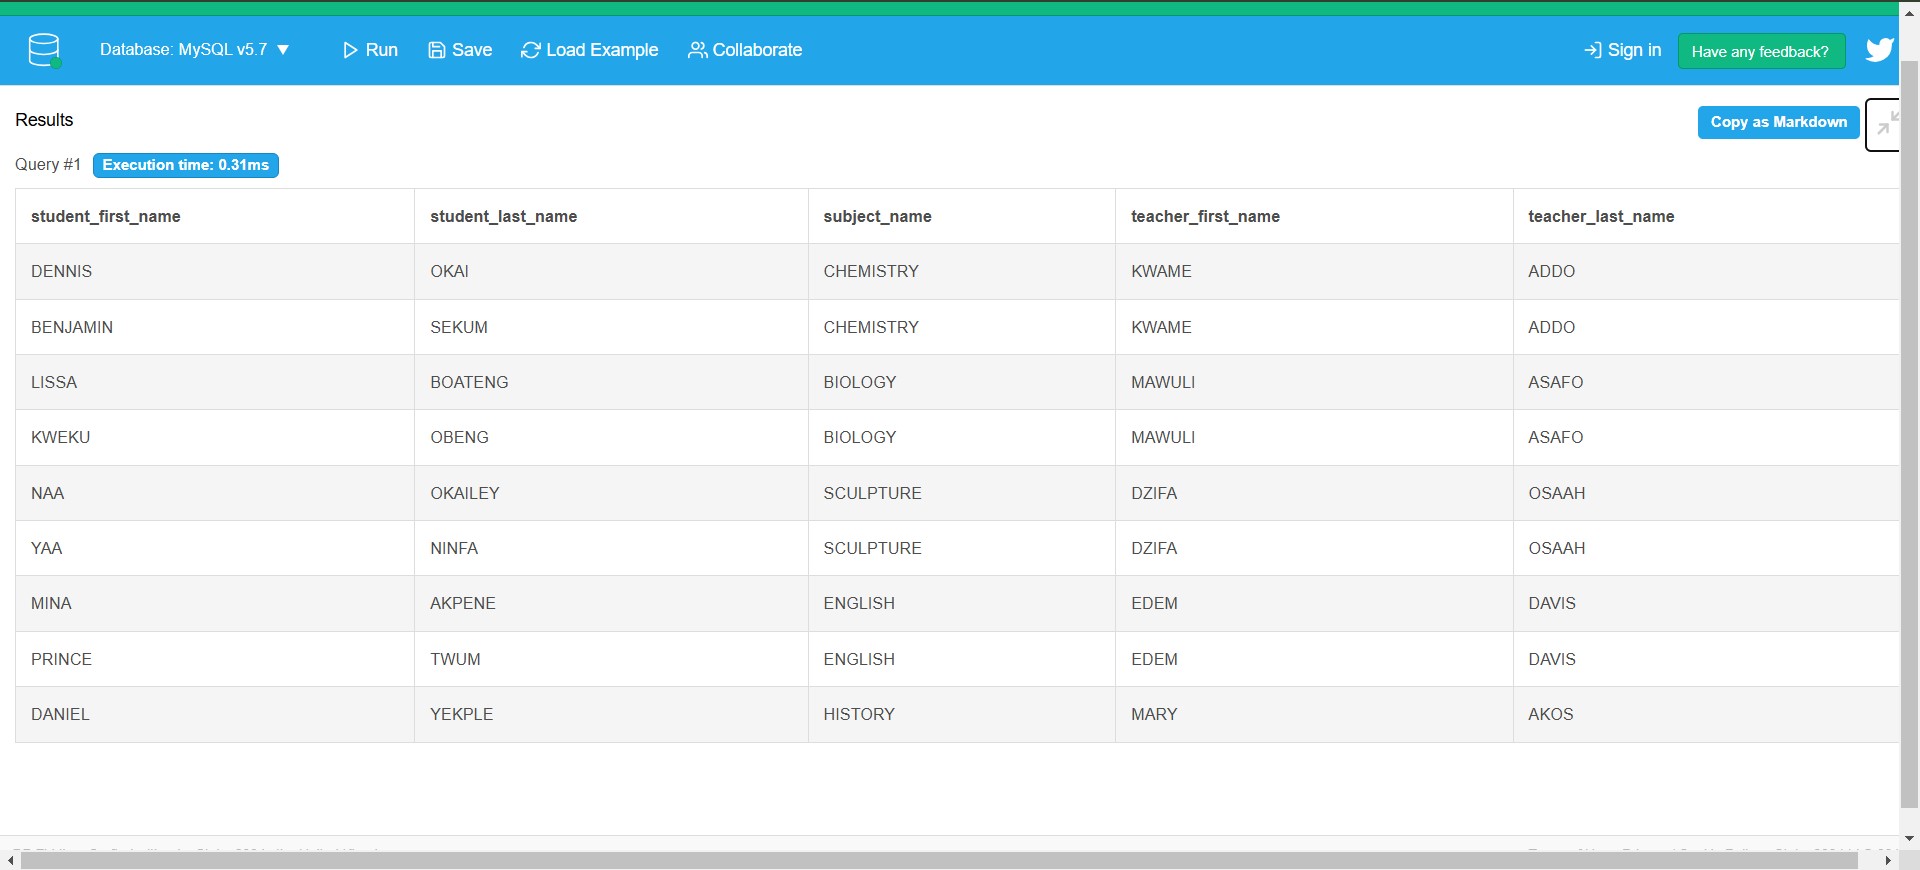 Database: MySQL v5.7 ▼ Run Save Load Example Collaborate Sign in Have any feedback?
Results Copy as Markdown
Query #1 Execution time: 0.31ms
student_first_name student_last_name subject_name teacher_first_name teacher_last_name
DENNIS OKAI CHEMISTRY KWAME ADDO
BENJAMIN SEKUM CHEMISTRY KWAME ADDO
LISSA BOATENG BIOLOGY MAWULI ASAFO
KWEKU OBENG BIOLOGY MAWULI ASAFO
NAA OKAILEY SCULPTURE DZIFA OSAAH
YAA NINFA SCULPTURE DZIFA OSAAH
MINA AKPENE ENGLISH EDEM DAVIS
PRINCE TWUM ENGLISH EDEM DAVIS
DANIEL YEKPLE HISTORY MARY AKOS